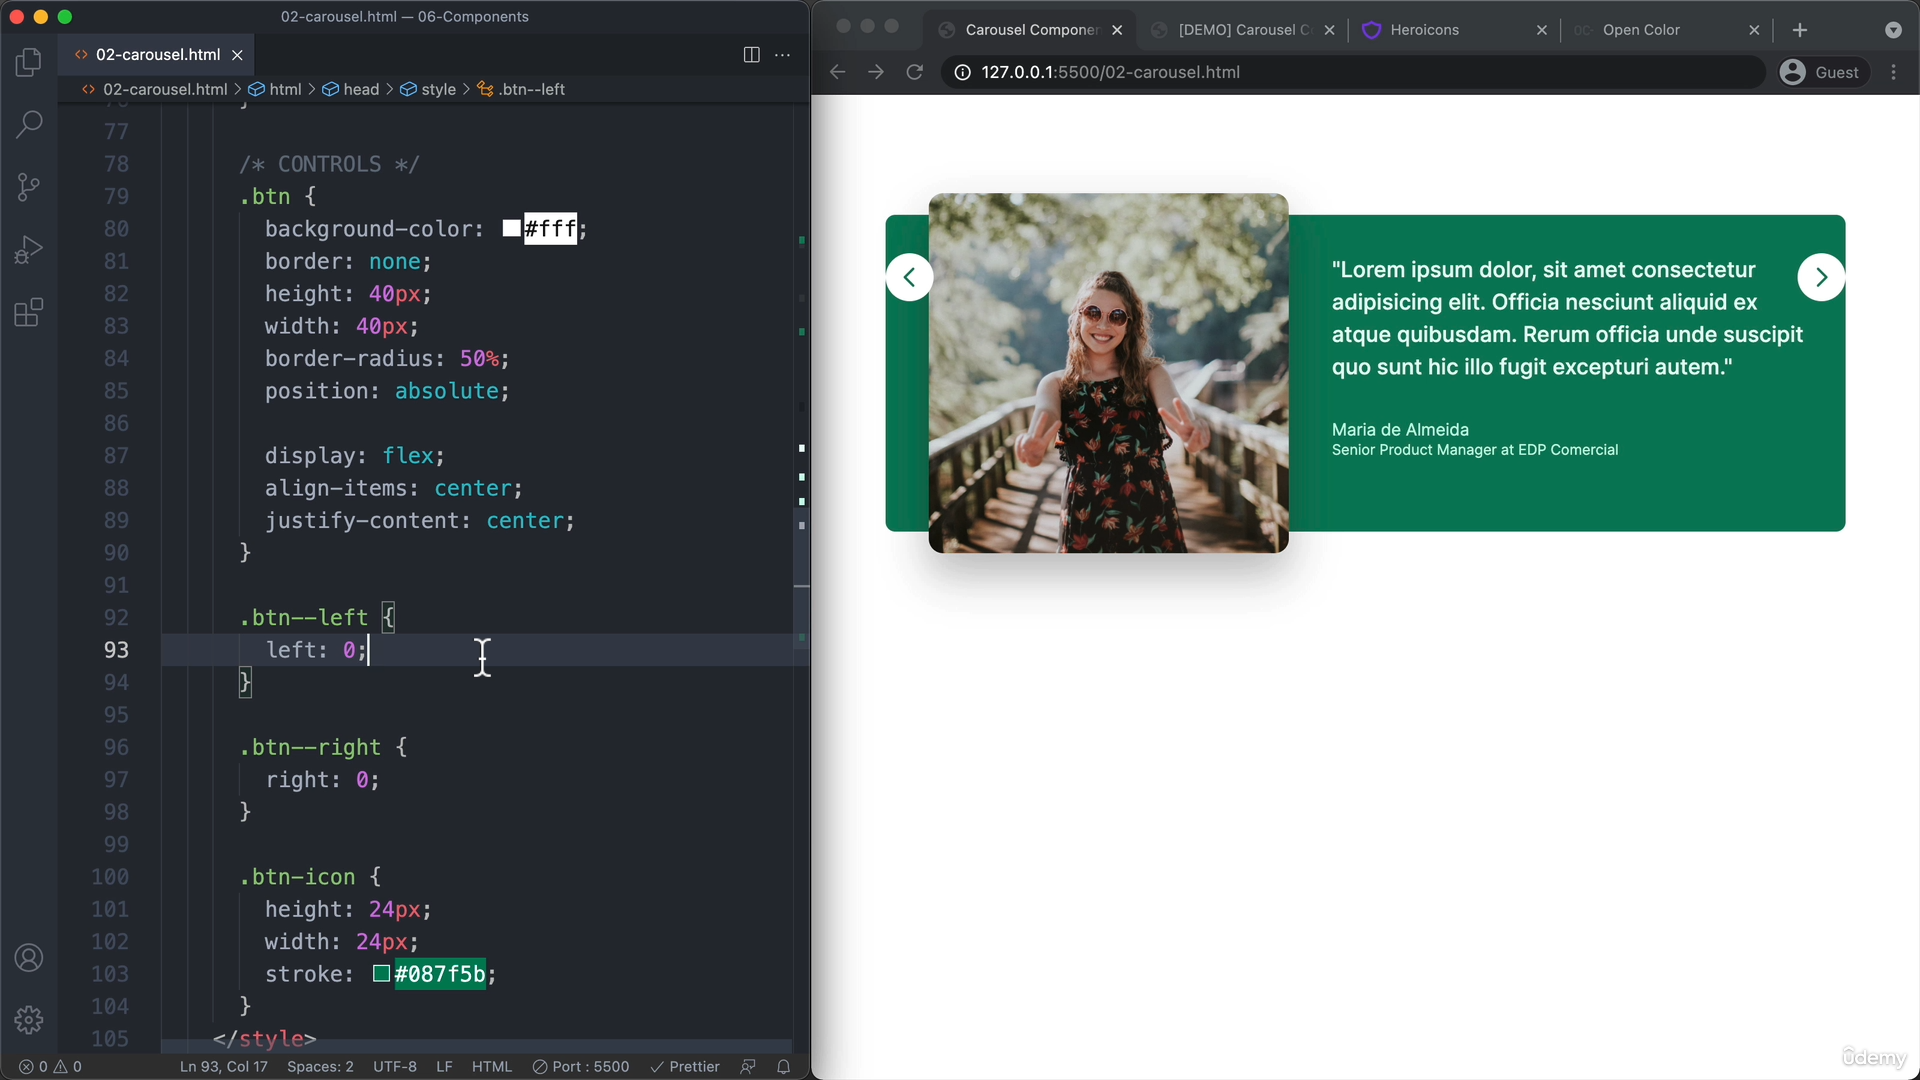 02-carousel.html — 06-Components
02-carousel.html
02-carousel.html > html > head > style > .btn--left
77
78 /* CONTROLS */
79 .btn {
80 background-color: #fff;
81 border: none;
82 height: 40px;
83 width: 40px;
84 border-radius: 50%;
85 position: absolute;
86
87 display: flex;
88 align-items: center;
89 justify-content: center;
90 }
91
92 .btn--left {
93 left: 0;
94 }
95
96 .btn--right {
97 right: 0;
98 }
99
100 .btn-icon {
101 height: 24px;
102 width: 24px;
103 stroke: #087f5b;
104 }
105 </style>
0 0 Ln 93, Col 17 Spaces: 2 UTF-8 LF HTML Port : 5500 Prettier
Carousel Componen
[DEMO] Carousel C
Heroicons
Open Color
127.0.0.1:5500/02-carousel.html
Guest
"Lorem ipsum dolor, sit amet consectetur
adipisicing elit. Officia nesciunt aliquid ex
atque quibusdam. Rerum officia unde suscipit
quo sunt hic illo fugit excepturi autem."
Maria de Almeida
Senior Product Manager at EDP Comercial
ûdemy